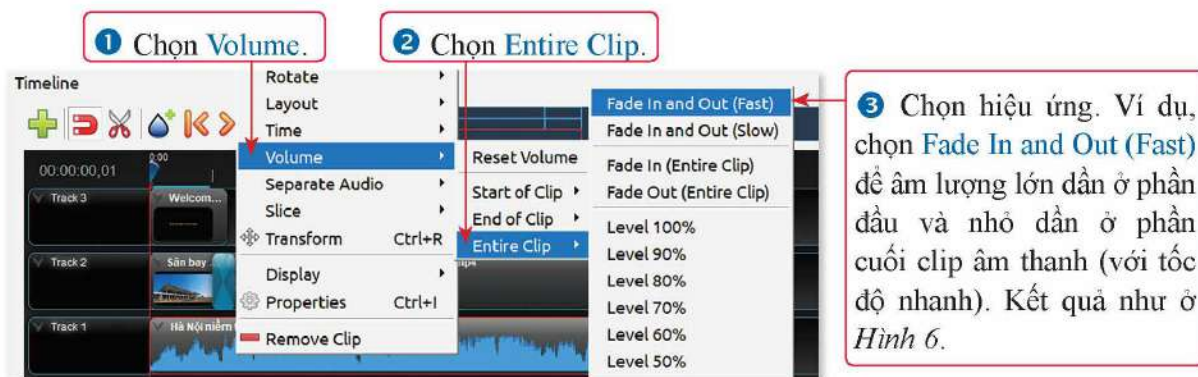 ❶ Chọn Volume.
❷ Chọn Entire Clip.
Timeline
00:00:00,01
0:00
Track 3
Welcom...
Track 2
Sân bay
Track 1
Hà Nội niềm
Rotate
Layout
Time
Volume
Separate Audio
Slice
Transform Ctrl+R
Display
Properties Ctrl+I
Remove Clip
Reset Volume
Start of Clip
End of Clip
Entire Clip
Fade In and Out (Fast)
Fade In and Out (Slow)
Fade In (Entire Clip)
Fade Out (Entire Clip)
Level 100%
Level 90%
Level 80%
Level 70%
Level 60%
Level 50%
❸ Chọn hiệu ứng. Ví dụ,
chọn Fade In and Out (Fast)
để âm lượng lớn dần ở phần
đầu và nhỏ dần ở phần
cuối clip âm thanh (với tốc
độ nhanh). Kết quả như ở
Hình 6.